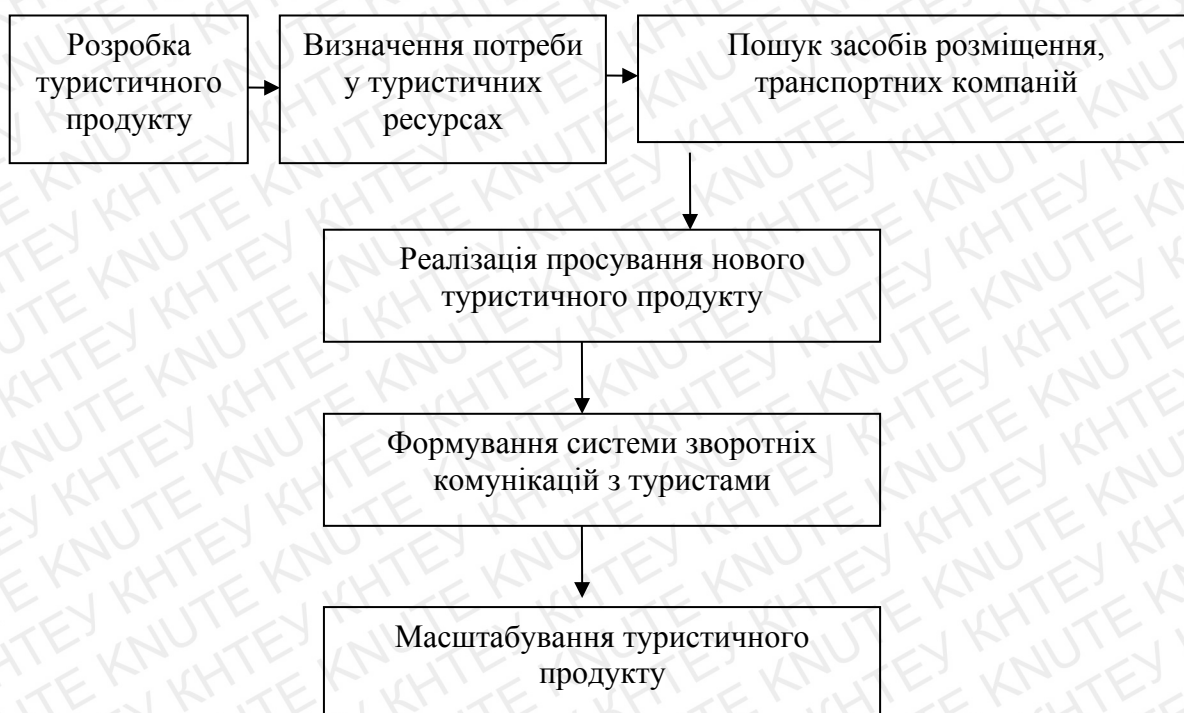 Розробка
туристичного
продукту
Визначення потреби
у туристичних
ресурсах
Пошук засобів розміщення,
транспортних компаній
Реалізація просування нового
туристичного продукту
Формування системи зворотніх
комунікацій з туристами
Масштабування туристичного
продукту